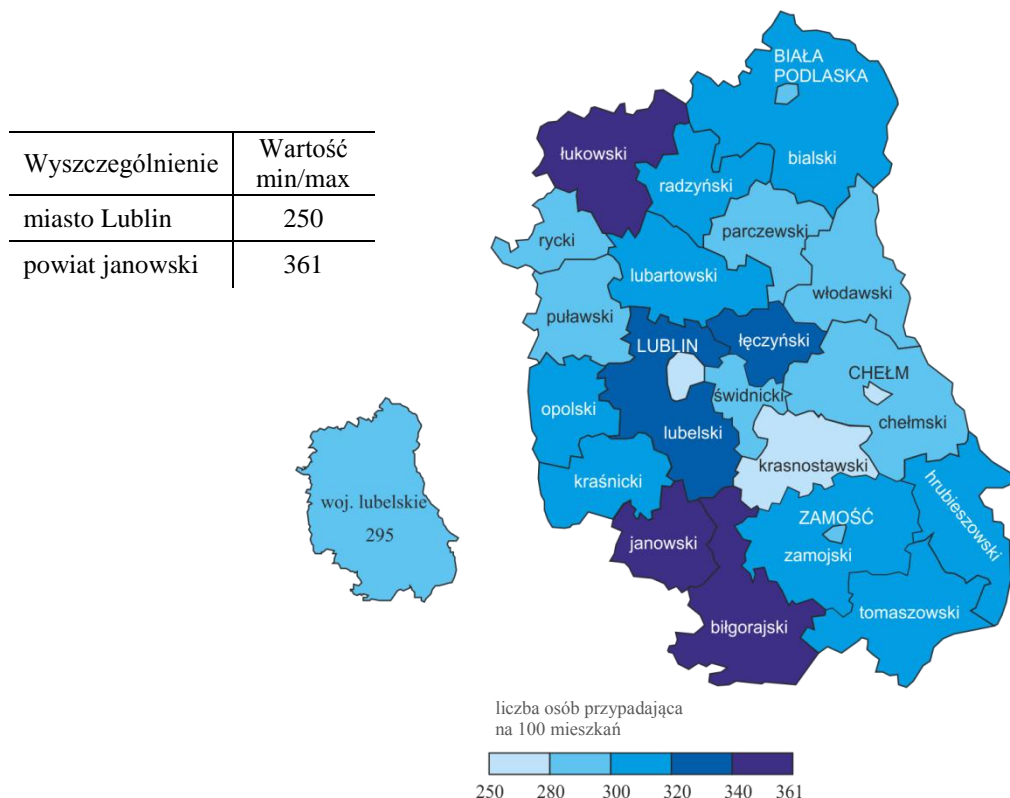 Wyszczególnienie
Wartość
min/max
miasto Lublin
250
powiat janowski
361
BIAŁA
PODLASKA
łukowski
bialski
radzyński
rycki
parczewski
lubartowski
włodawski
puławski
LUBLIN
łęczyński
CHEŁM
świdnicki
opolski
chełmski
lubelski
krasnostawski
kraśnicki
hrubieszowski
woj. lubelskie
295
ZAMOŚĆ
janowski
zamojski
biłgorajski
tomaszowski
liczba osób przypadająca
na 100 mieszkań
250 280 300 320 340 361